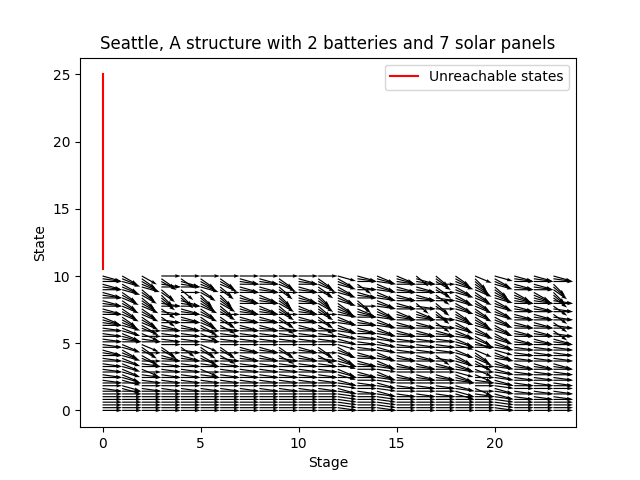 Seattle, A structure with 2 batteries and 7 solar panels
Unreachable states
25
20
15
10
5
0
State
0
5
10
15
20
Stage